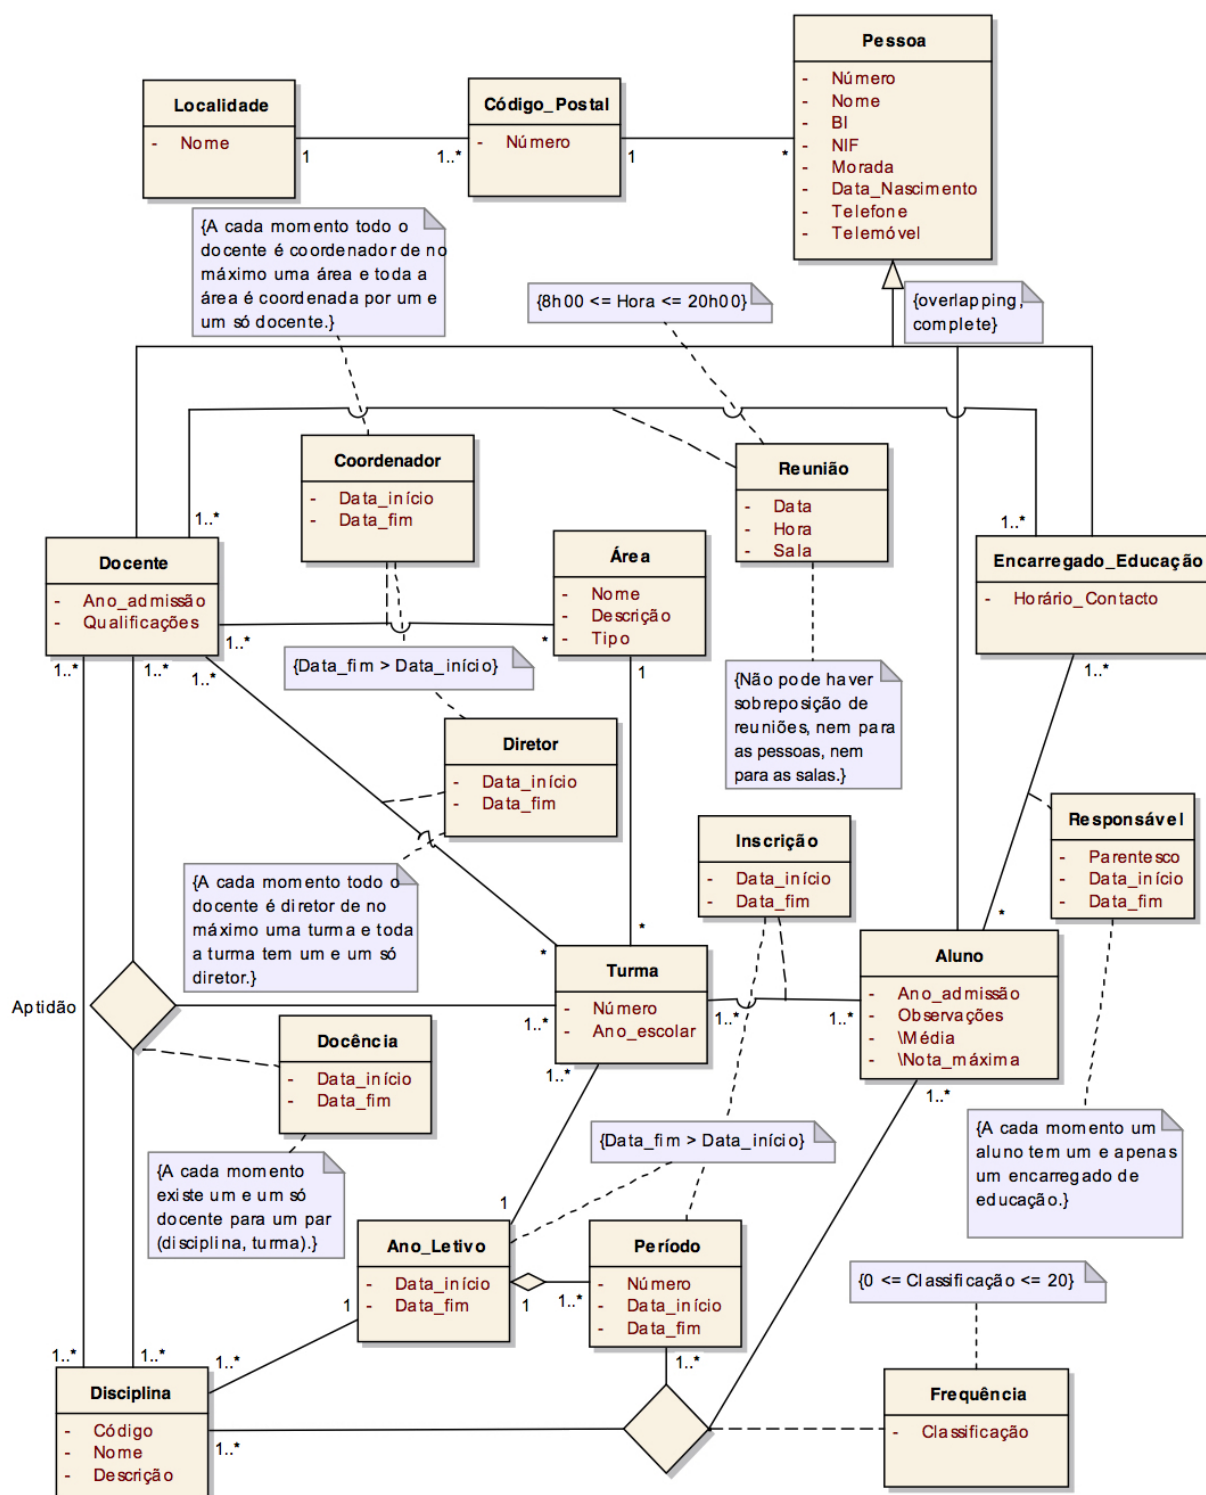 Pessoa
- Número
- Nome
- BI
- NIF
- Morada
- Data_Nascimento
- Telefone
- Telemóvel
Localidade
- Nome
Código_Postal
- Número
1
1..*
1
*
{A cada momento todo o
docente é coordenador de no
máximo uma área e toda a
área é coordenada por um e
um só docente.}
{8h00 <= Hora <= 20h00}
{overlapping,
complete}
Coordenador
- Data_início
- Data_fim
Reunião
- Data
- Hora
- Sala
1..*
1..*
Docente
- Ano_admissão
- Qualificações
Área
- Nome
- Descrição
- Tipo
Encarregado_Educação
- Horário_Contacto
1..*
*
1..*
1..*
1..*
1
1..*
{Data_fim > Data_início}
{Não pode haver
sobreposição de
reuniões, nem para
as pessoas, nem
para as salas.}
Diretor
- Data_início
- Data_fim
Responsável
- Parentesco
- Data_início
- Data_fim
Inscrição
- Data_início
- Data_fim
{A cada momento todo o
docente é diretor de no
máximo uma turma e toda
a turma tem um e um só
diretor.}
*
*
*
Turma
- Número
- Ano_escolar
Aluno
- Ano_admissão
- Observações
- \Média
- \Nota_máxima
Aptidão
1..*
1..*
1..*
1..*
1..*
Docência
- Data_início
- Data_fim
{Data_fim > Data_início}
{A cada momento um
aluno tem um e apenas
um encarregado de
educação.}
{A cada momento
existe um e um só
docente para um par
(disciplina, turma).}
1
Ano_Letivo
- Data_início
- Data_fim
Período
- Número
- Data_início
- Data_fim
1
1
1..*
{0 <= Classificação <= 20}
1..*
1..*
1..*
1..*
Disciplina
- Código
- Nome
- Descrição
1..*
Frequência
- Classificação